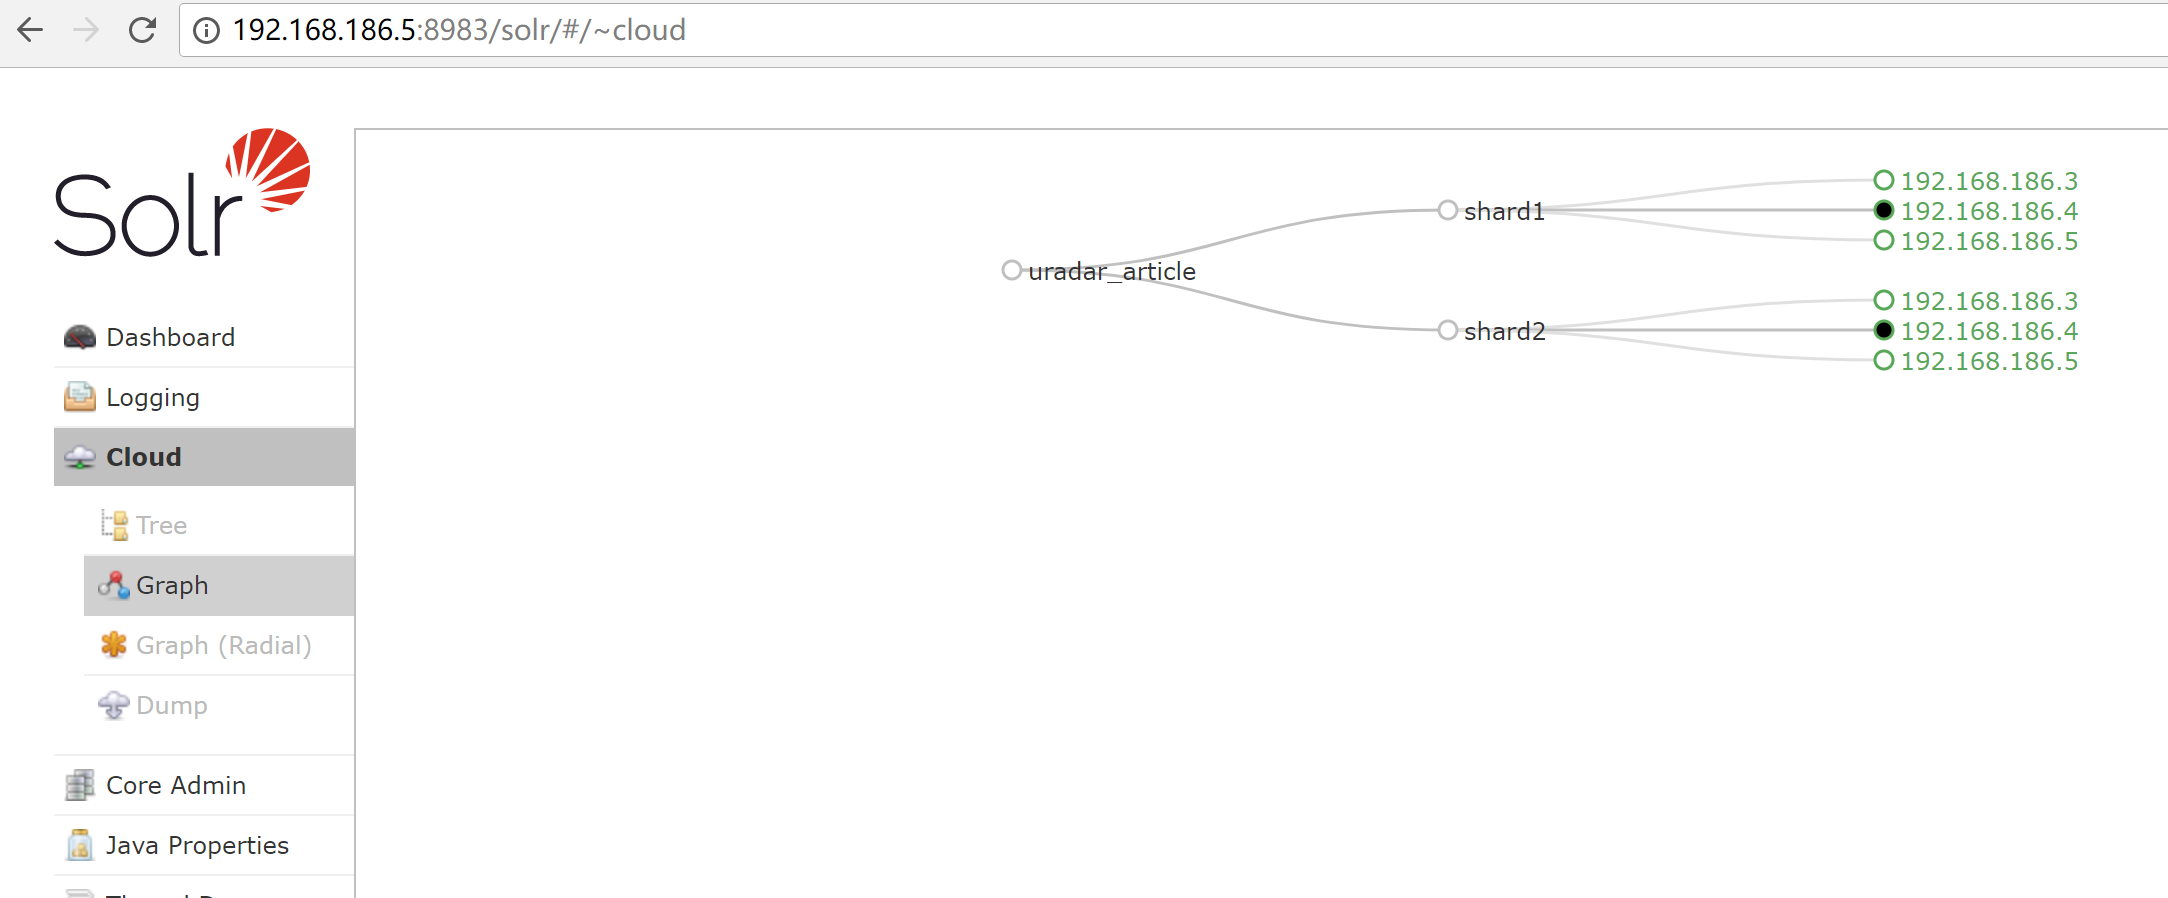 192.168.186.5:8983/solr/#/~cloud
Solr
Dashboard
Logging
Cloud
Tree
Graph
Graph (Radial)
Dump
Core Admin
Java Properties
uradar_article
shard1
192.168.186.3
192.168.186.4
192.168.186.5
shard2
192.168.186.3
192.168.186.4
192.168.186.5